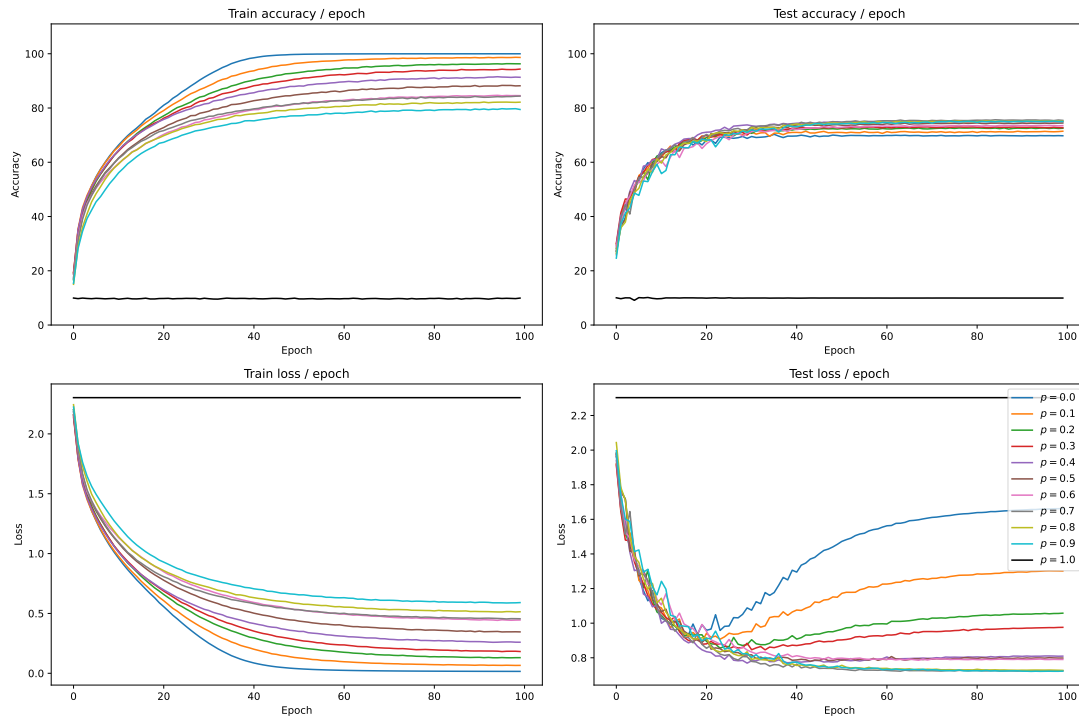 Train accuracy / epoch
100
80
60
40
20
0
Accuracy
0 20 40 60 80 100
Epoch
Test accuracy / epoch
100
80
60
40
20
0
Accuracy
0 20 40 60 80 100
Epoch
Train loss / epoch
2.0
1.5
1.0
0.5
0.0
Loss
0 20 40 60 80 100
Epoch
Test loss / epoch
2.2
2.0
1.8
1.6
1.4
1.2
1.0
0.8
Loss
0 20 40 60 80 100
Epoch
p = 0.0
p = 0.1
p = 0.2
p = 0.3
p = 0.4
p = 0.5
p = 0.6
p = 0.7
p = 0.8
p = 0.9
p = 1.0